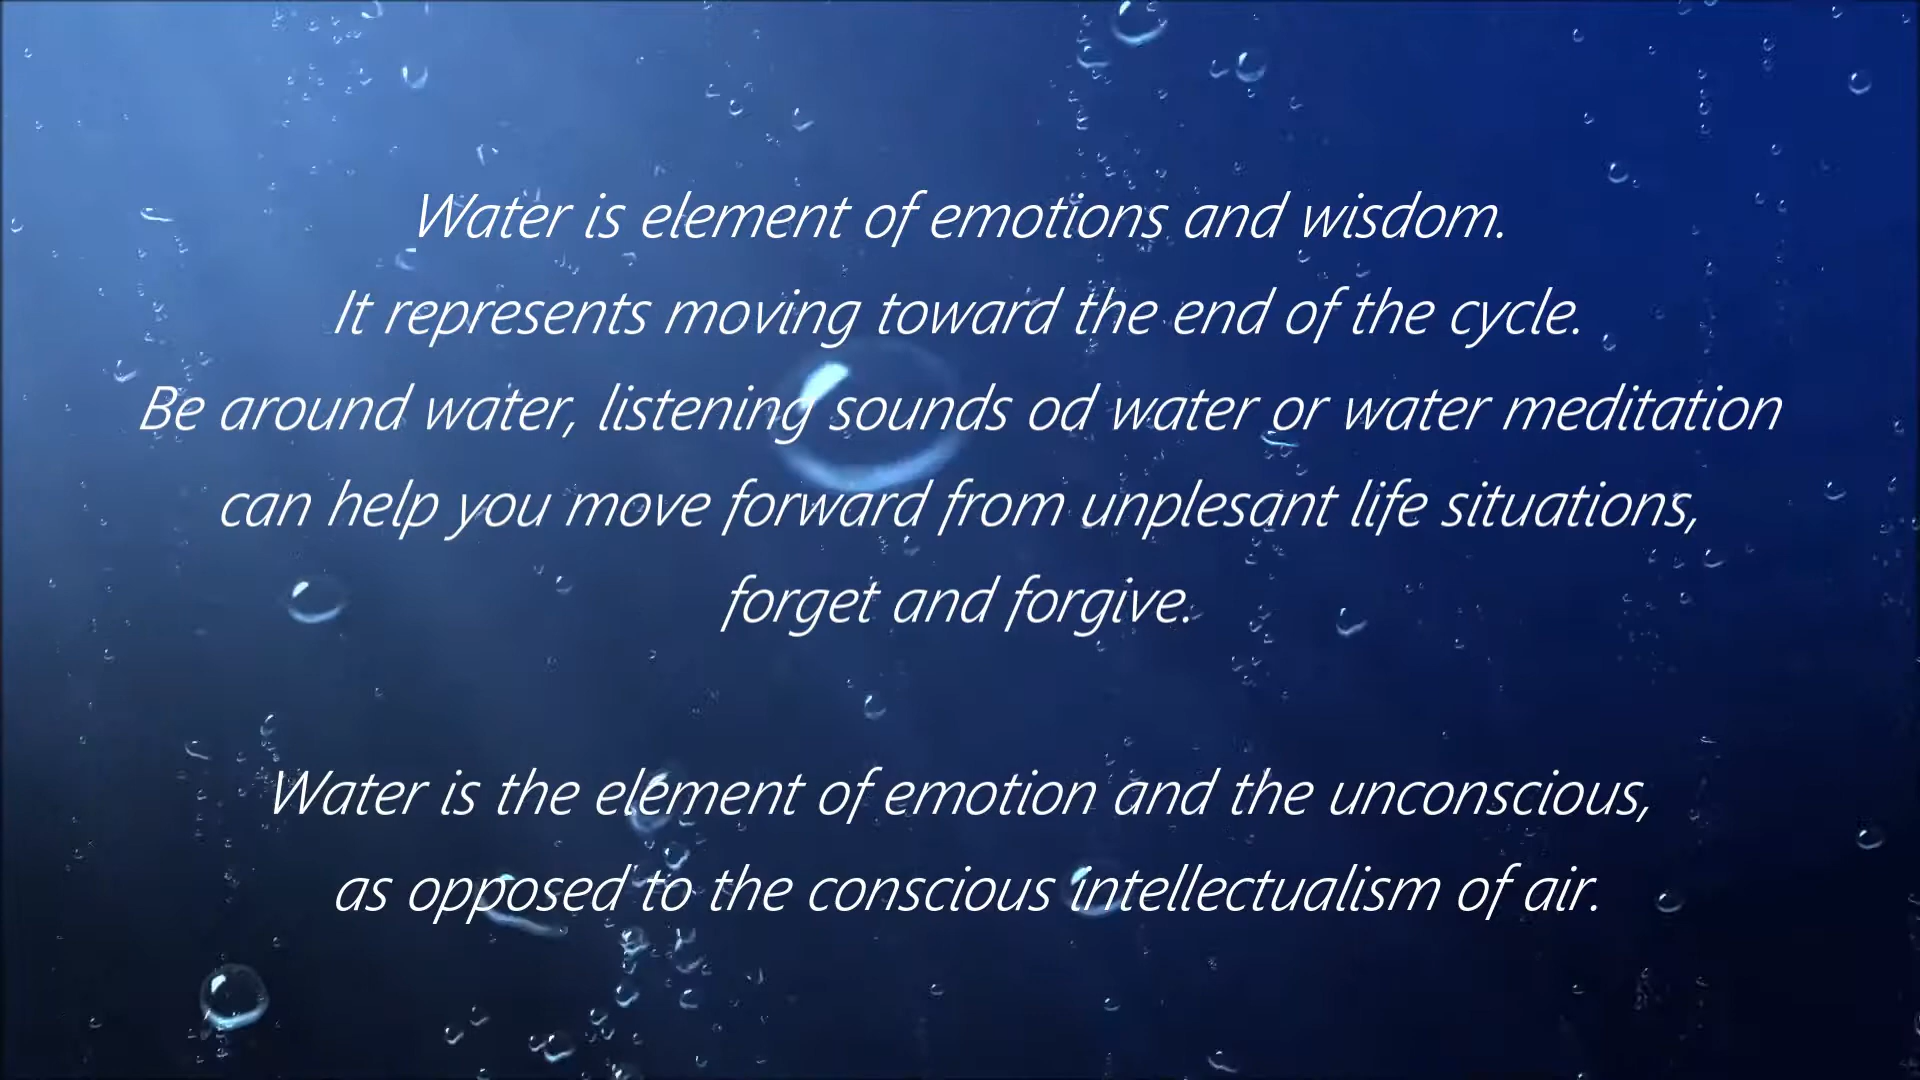 Water is element of emotions and wisdom.
It represents moving toward the end of the cycle.
Be around water, listening sounds od water or water meditation
can help you move forward from unplesant life situations,
forget and forgive.
Water is the element of emotion and the unconscious,
as opposed to the conscious intellectualism of air.